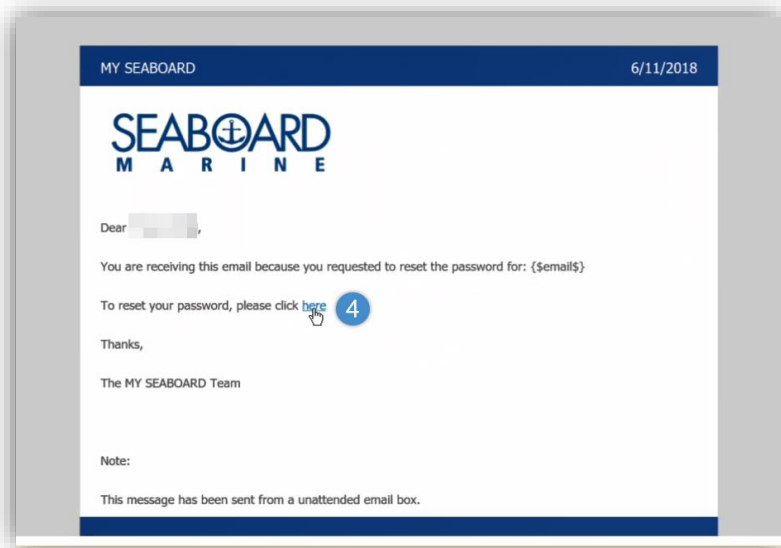 MY SEABOARD 6/11/2018
SEABOARD
MARINE
Dear ,
You are receiving this email because you requested to reset the password for: {$email$}
To reset your password, please click here 4
Thanks,
The MY SEABOARD Team
Note:
This message has been sent from a unattended email box.